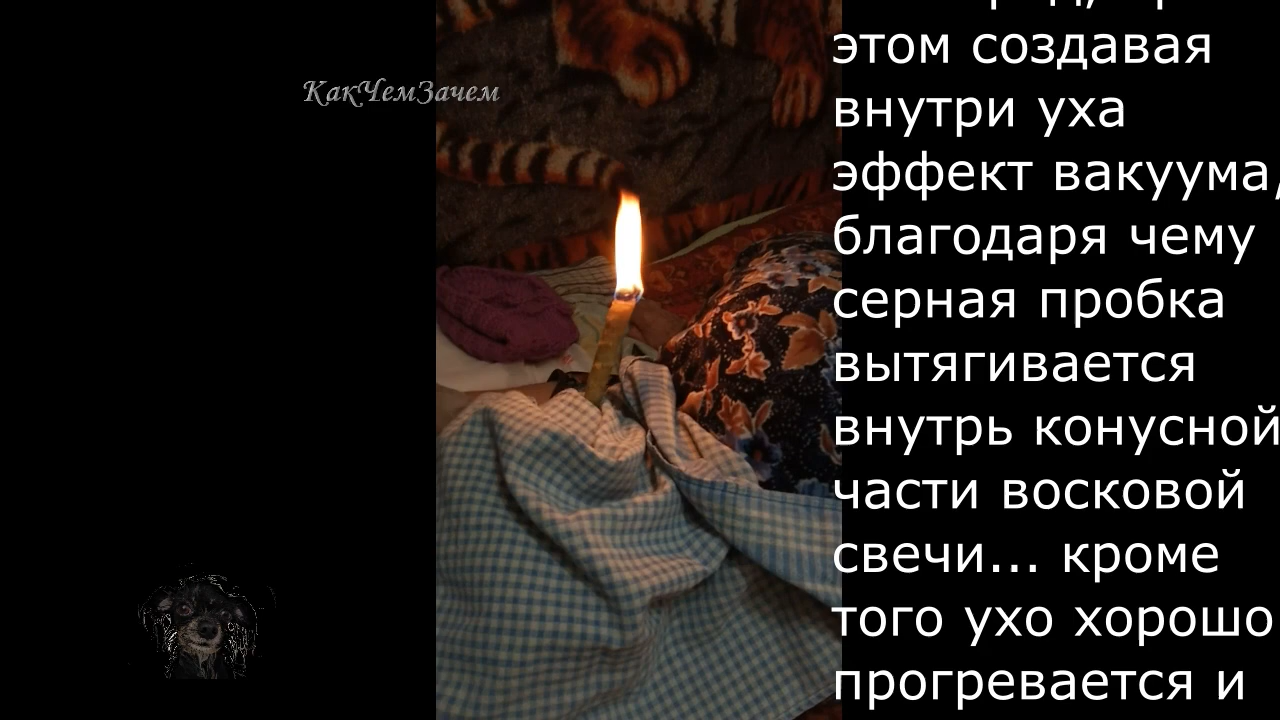 КакЧемЗачем
этом создавая
внутри уха
эффект вакуума,
благодаря чему
серная пробка
вытягивается
внутрь конусной
части восковой
свечи... кроме
того ухо хорошо
прогревается и